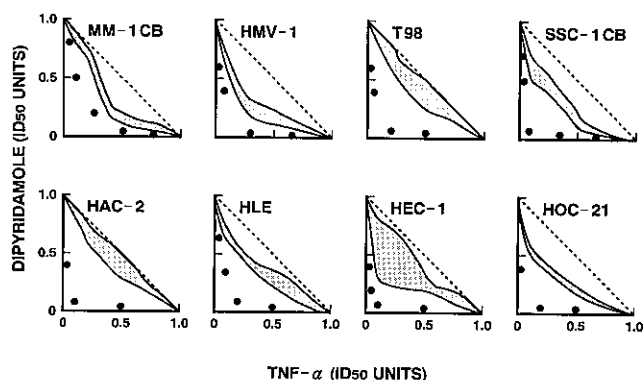 MM-1CB
HMV-1
T98
SSC-1CB
1.0
0.5
0
HAC-2
HLE
HEC-1
HOC-21
1.0
0.5
0
0 0.5 1.0
0 0.5 1.0
0 0.5 1.0
0 0.5 1.0
DIPYRIDAMOLE (ID50 UNITS)
TNF-α (ID50 UNITS)